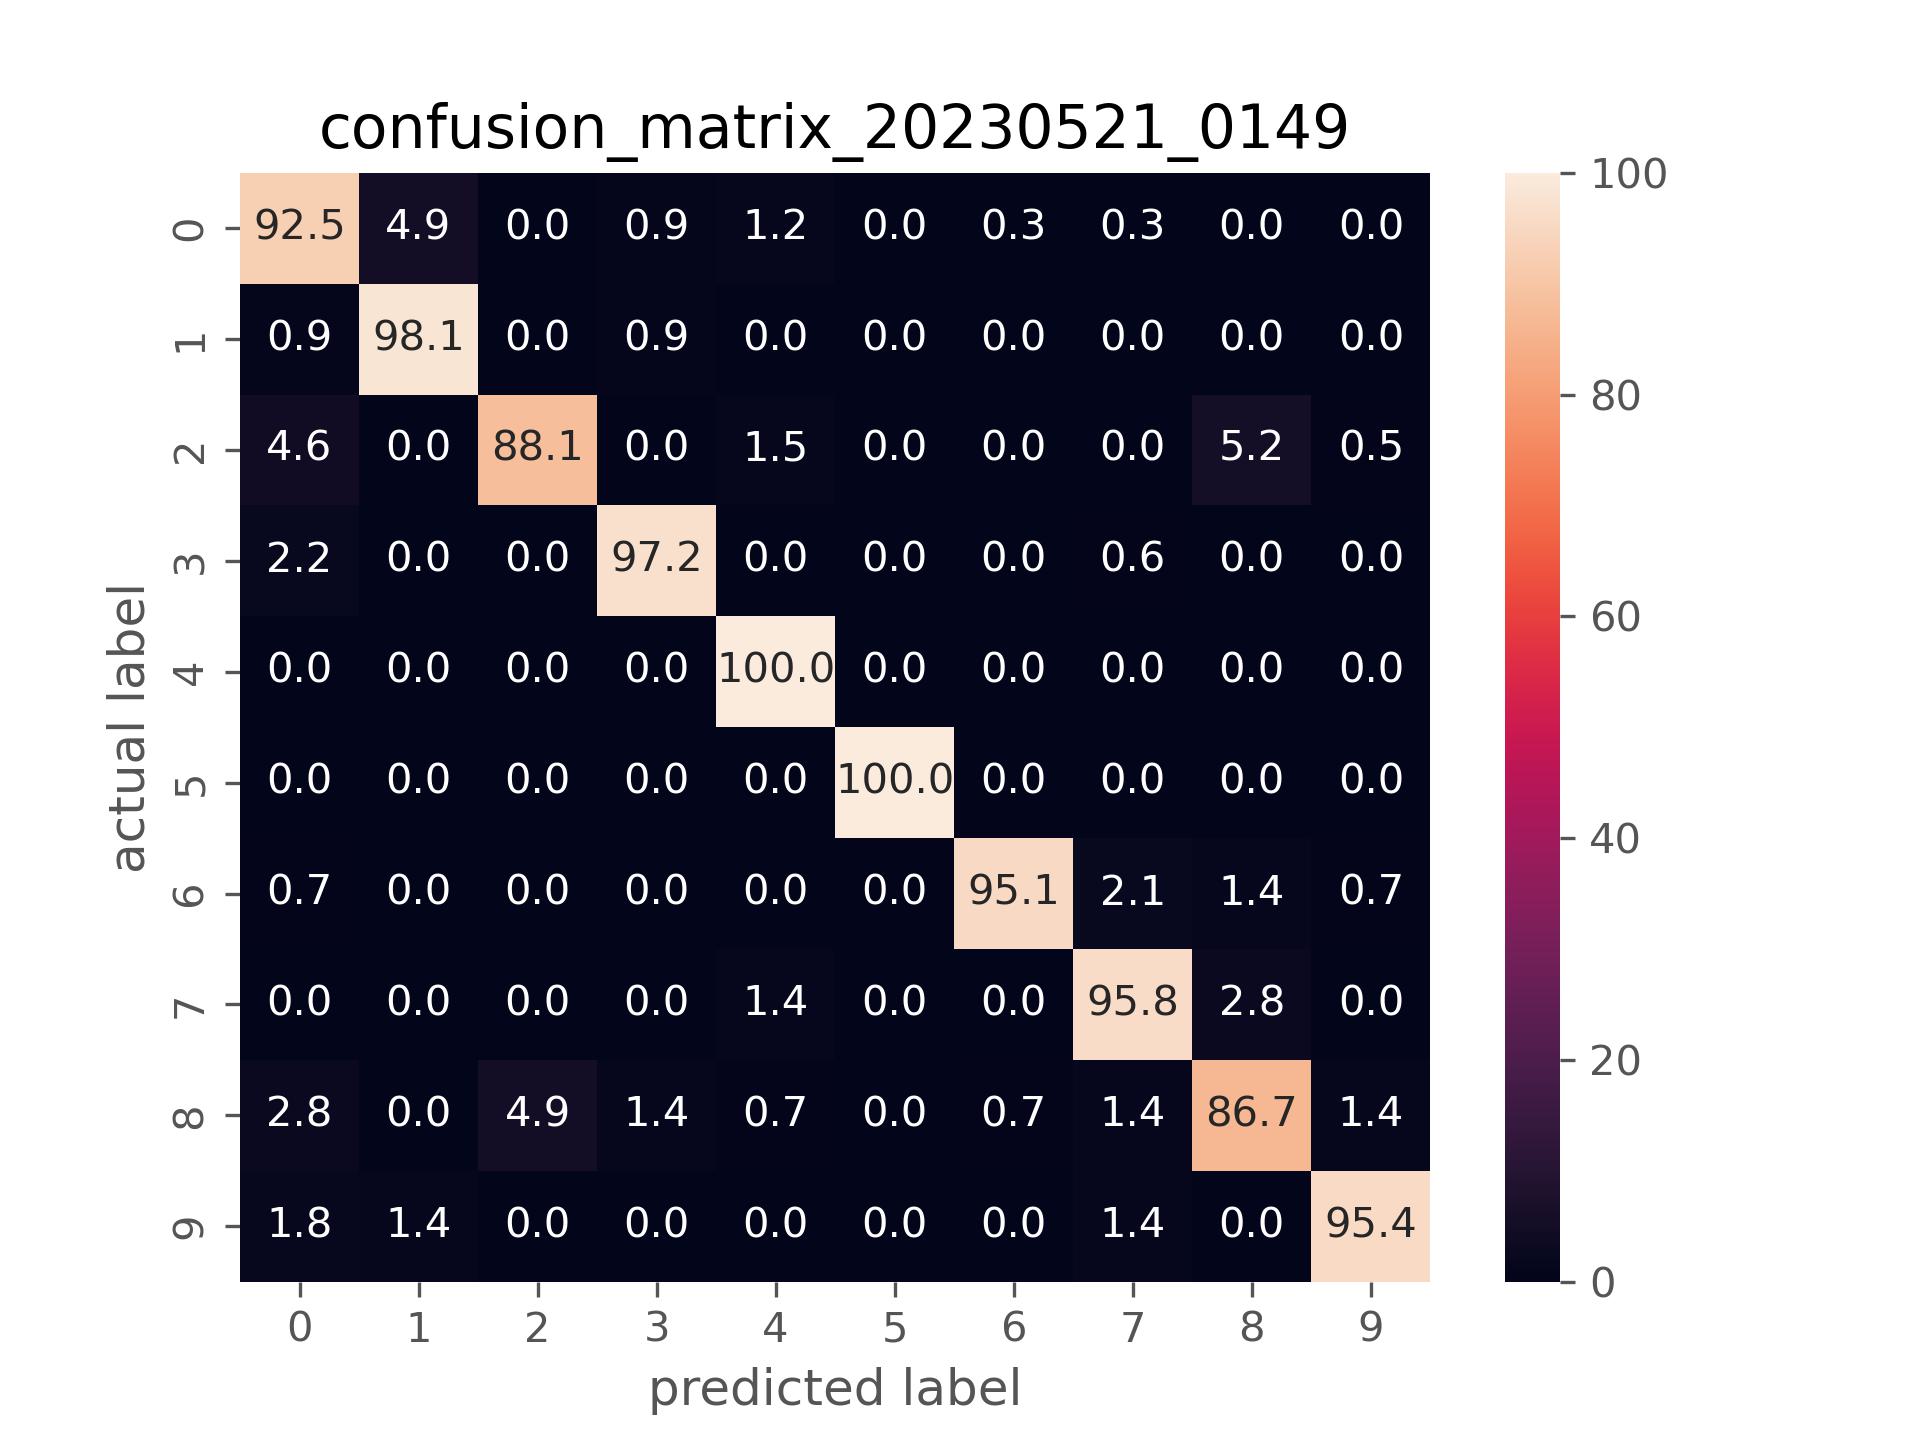 confusion_matrix_20230521_0149
actual label
0 92.5 4.9 0.0 0.9 1.2 0.0 0.3 0.3 0.0 0.0
1 0.9 98.1 0.0 0.9 0.0 0.0 0.0 0.0 0.0 0.0
2 4.6 0.0 88.1 0.0 1.5 0.0 0.0 0.0 5.2 0.5
3 2.2 0.0 0.0 97.2 0.0 0.0 0.0 0.6 0.0 0.0
4 0.0 0.0 0.0 0.0 100.0 0.0 0.0 0.0 0.0 0.0
5 0.0 0.0 0.0 0.0 0.0 100.0 0.0 0.0 0.0 0.0
6 0.7 0.0 0.0 0.0 0.0 0.0 95.1 2.1 1.4 0.7
7 0.0 0.0 0.0 0.0 1.4 0.0 0.0 95.8 2.8 0.0
8 2.8 0.0 4.9 1.4 0.7 0.0 0.7 1.4 86.7 1.4
9 1.8 1.4 0.0 0.0 0.0 0.0 0.0 1.4 0.0 95.4
0 1 2 3 4 5 6 7 8 9
predicted label
100
80
60
40
20
0